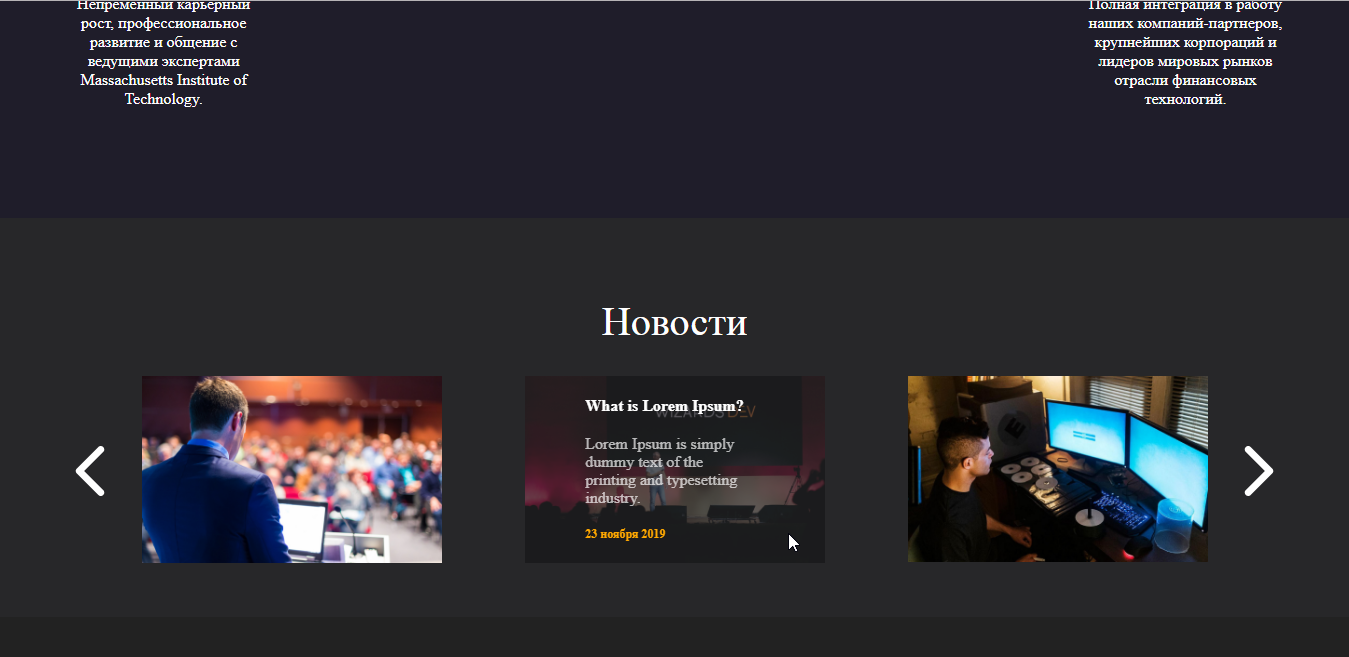 Непременный карьерный
рост, профессиональное
развитие и общение с
ведущими экспертами
Massachusetts Institute of
Technology.
Полная интеграция в работу
наших компаний-партнеров,
крупнейших корпораций и
лидеров мировых рынков
отрасли финансовых
технологий.
Новости
What is Lorem Ipsum?
WIZARDS DEV
Lorem Ipsum is simply
dummy text of the
printing and typesetting
industry.
23 ноября 2019